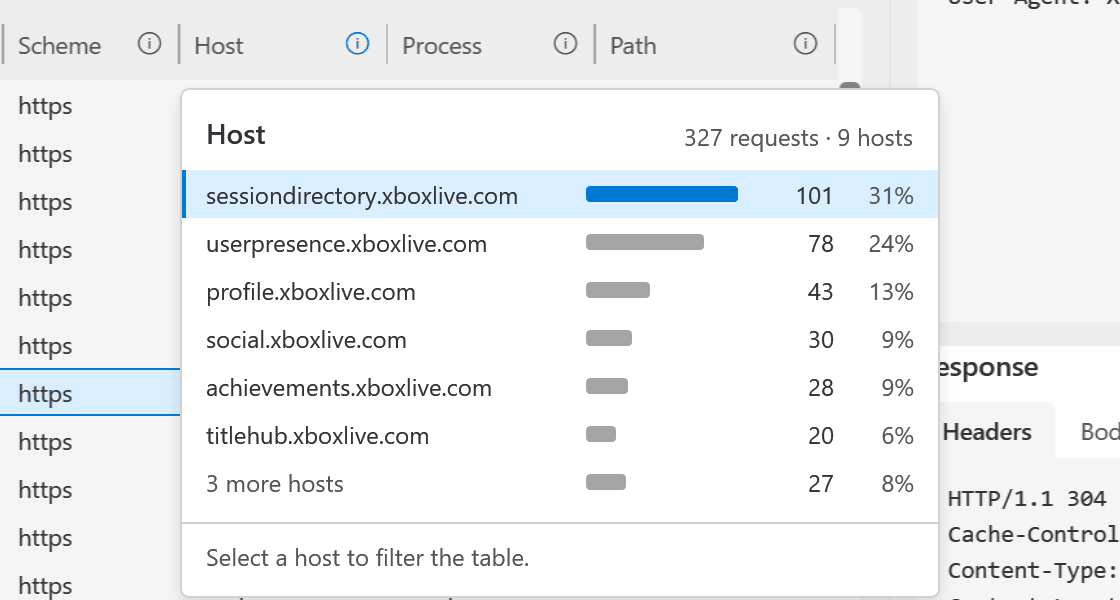 Scheme Host Process Path
https
https
https
https
https
https
https
https
https
https
https
Host 327 requests · 9 hosts
sessiondirectory.xboxlive.com 101 31%
userpresence.xboxlive.com 78 24%
profile.xboxlive.com 43 13%
social.xboxlive.com 30 9%
achievements.xboxlive.com 28 9%
titlehub.xboxlive.com 20 6%
3 more hosts 27 8%
Select a host to filter the table.
esponse
Headers Bod
HTTP/1.1 304
Cache-Control
Content-Type: